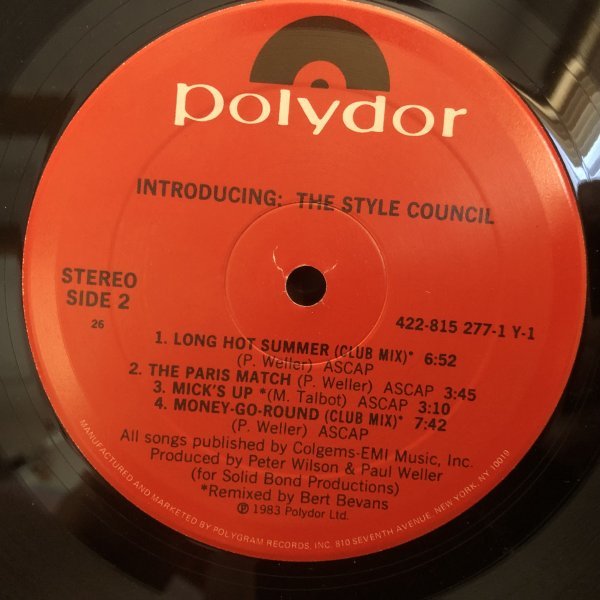 polydor
INTRODUCING: THE STYLE COUNCIL
STEREO
SIDE 2
26
422-815 277-1 Y-1
1. LONG HOT SUMMER (CLUB MIX)* 6:52
(P. Weller) ASCAP
2. THE PARIS MATCH (P. Weller) ASCAP 3:45
3. MICK'S UP *(M. Talbot) ASCAP 3:10
4. MONEY-GO-ROUND (CLUB MIX)* 7:42
(P. Weller) ASCAP
All songs published by Colgems-EMI Music, Inc.
Produced by Peter Wilson & Paul Weller
(for Solid Bond Productions)
*Remixed by Bert Bevans
℗ 1983 Polydor Ltd.
MANUFACTURED AND MARKETED BY POLYGRAM RECORDS, INC. 810 SEVENTH AVENUE, NEW YORK, NY 10019